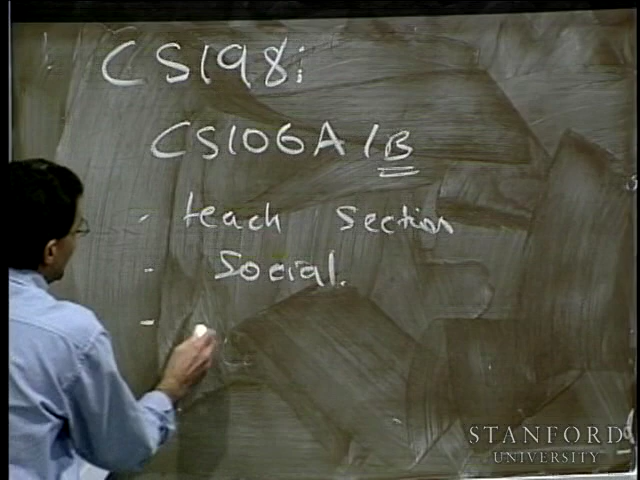 CS198:
CS106A/B
- teach section
- social.
-
STANFORD
UNIVERSITY